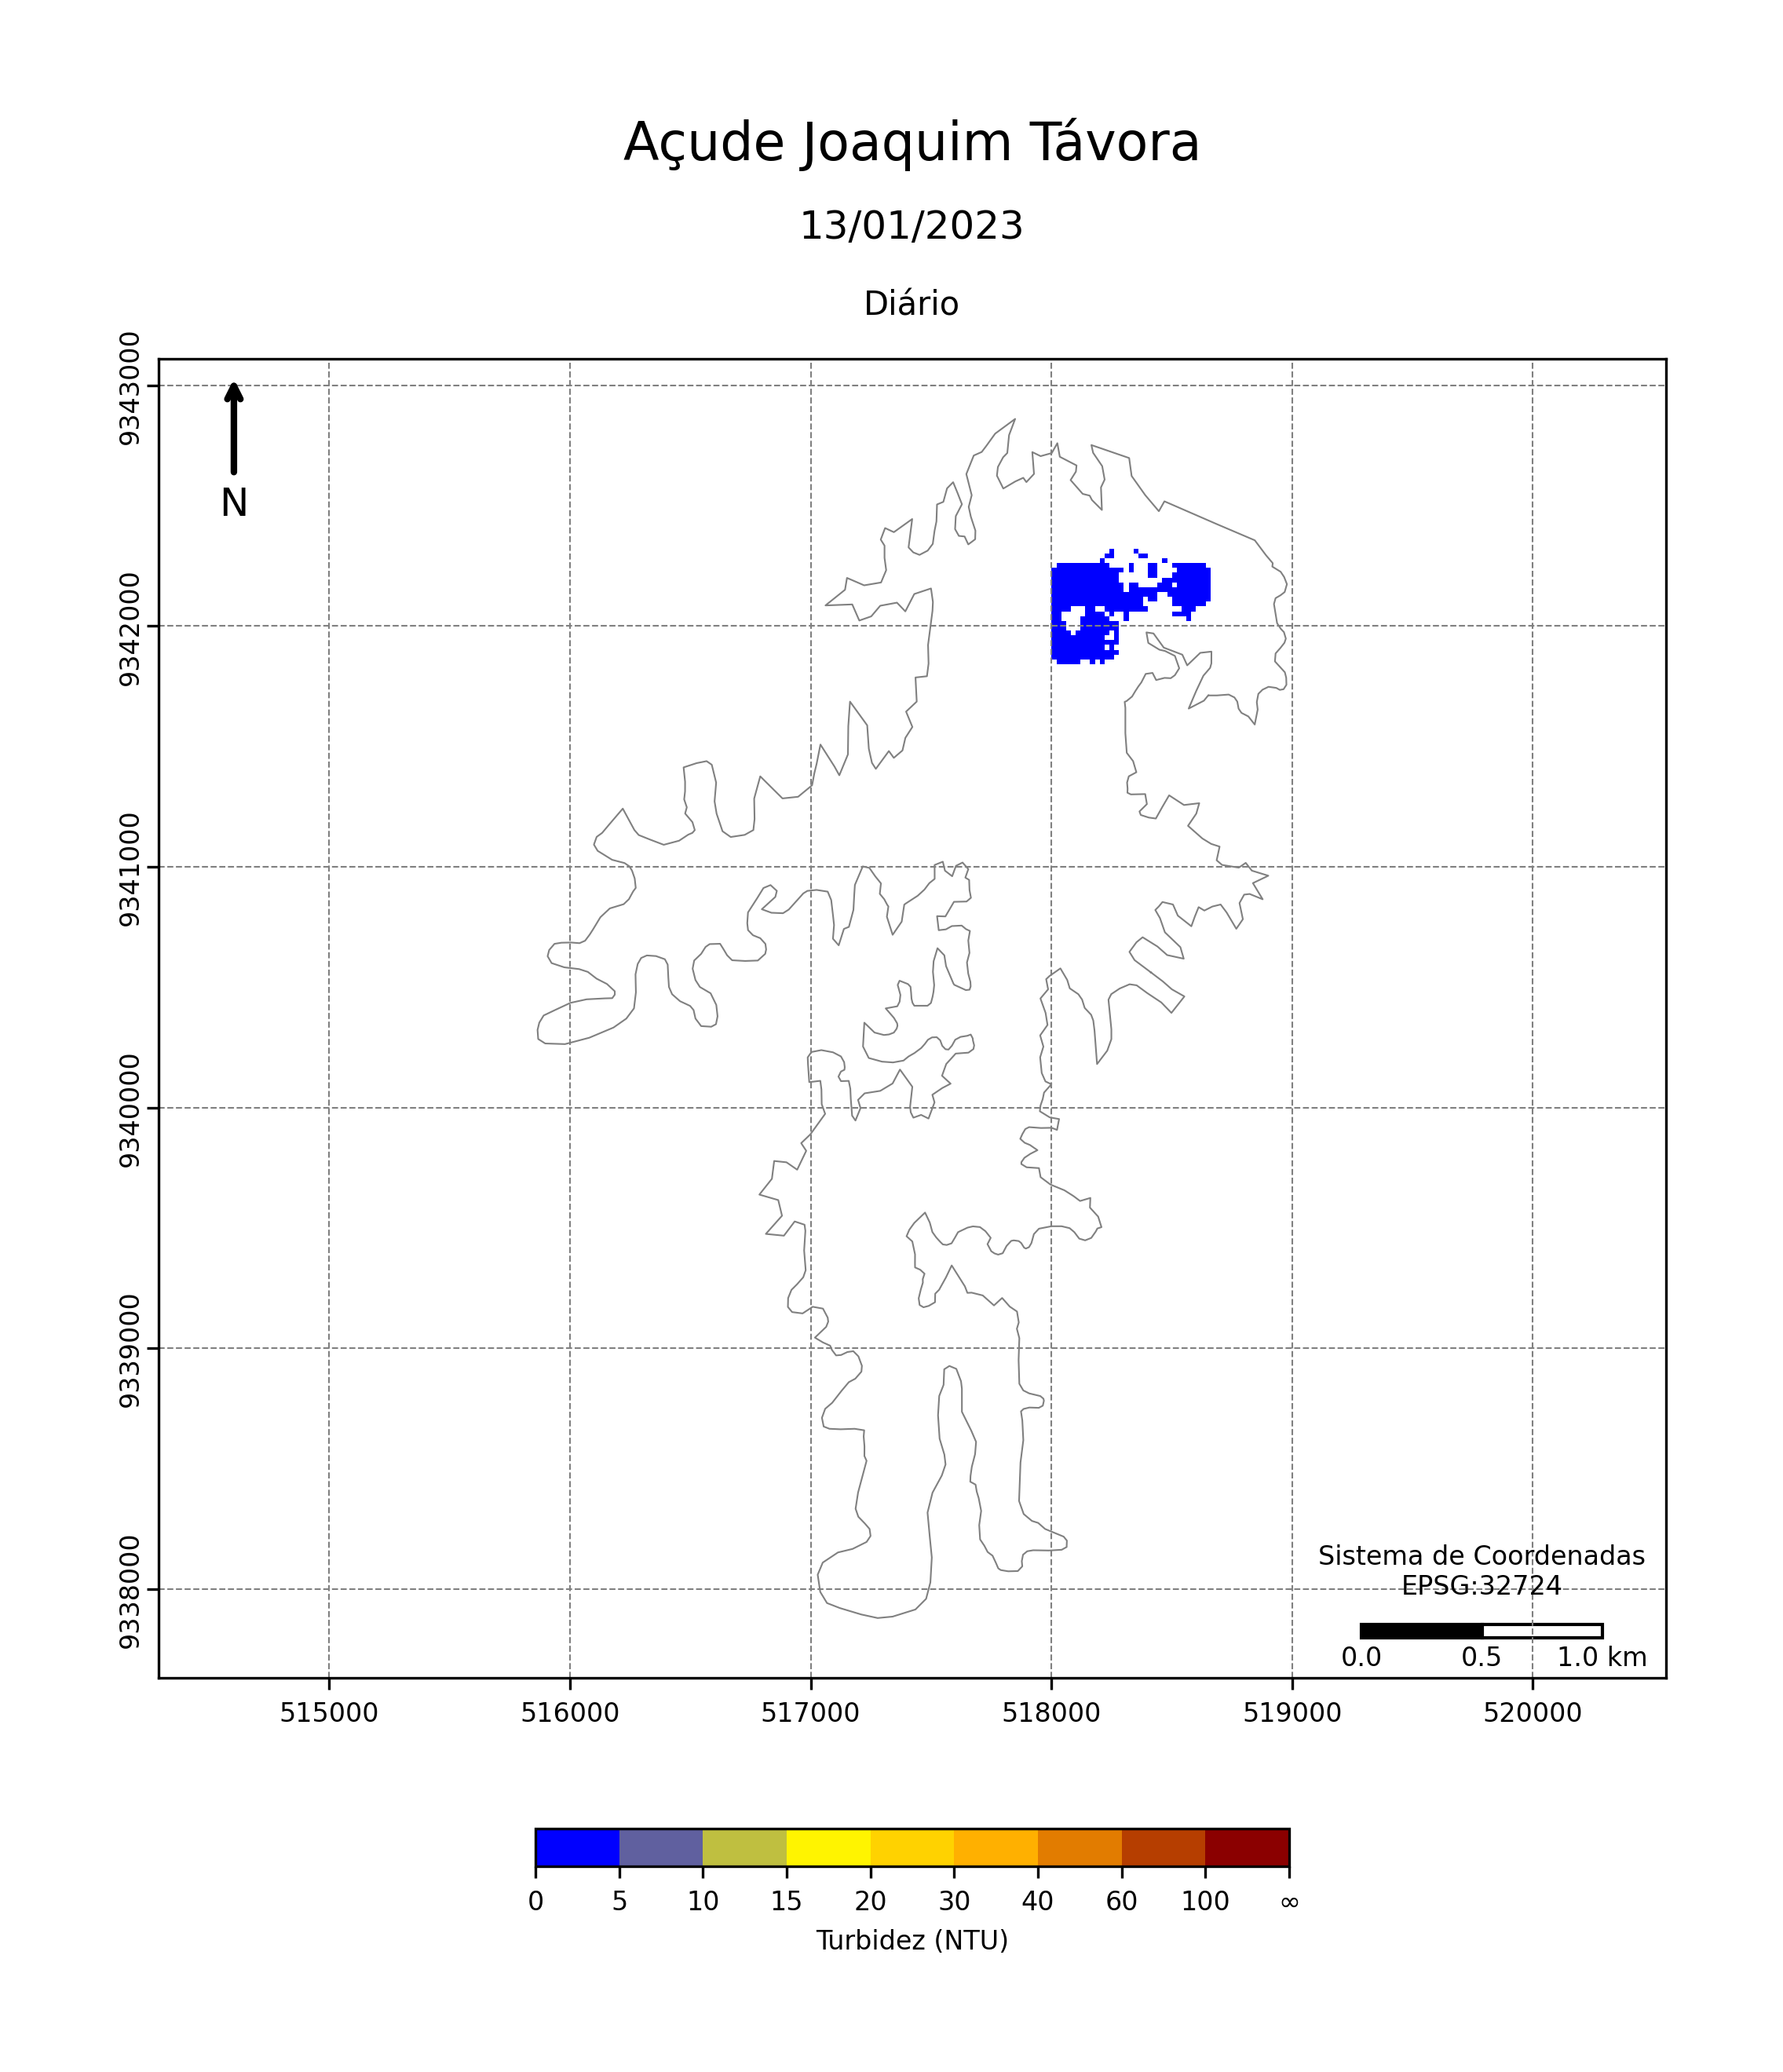 Açude Joaquim Távora
13/01/2023
Diário
9343000
9342000
9341000
9340000
9339000
9338000
N
Sistema de Coordenadas
EPSG:32724
0.0 0.5 1.0 km
515000 516000 517000 518000 519000 520000
0 5 10 15 20 30 40 60 100 ∞
Turbidez (NTU)